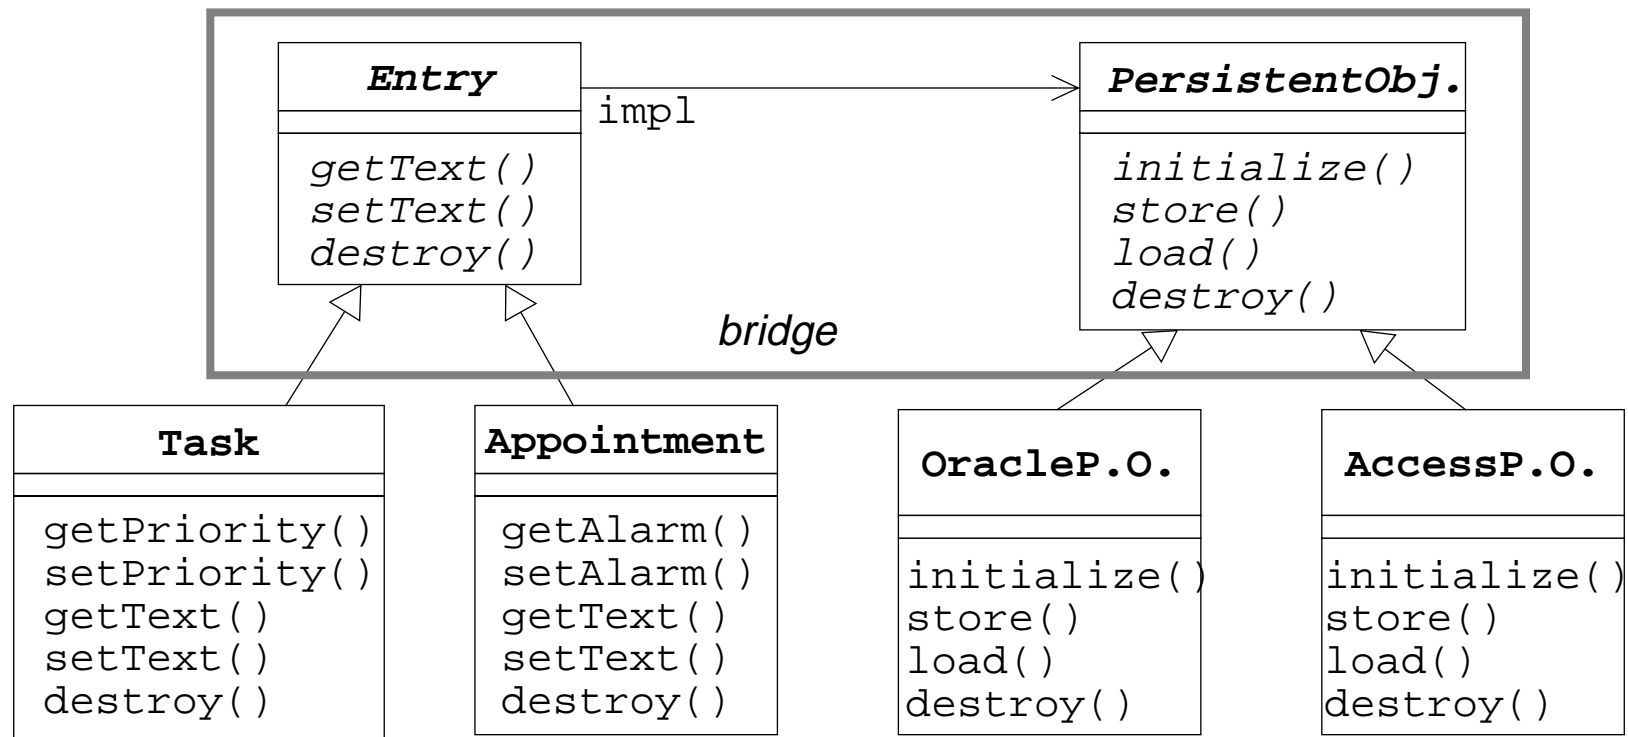 Entry
impl
getText()
setText()
destroy()
PersistentObj.
initialize()
store()
load()
destroy()
bridge
Task
getPriority()
setPriority()
getText()
setText()
destroy()
Appointment
getAlarm()
setAlarm()
getText()
setText()
destroy()
OracleP.O.
initialize()
store()
load()
destroy()
AccessP.O.
initialize()
store()
load()
destroy()